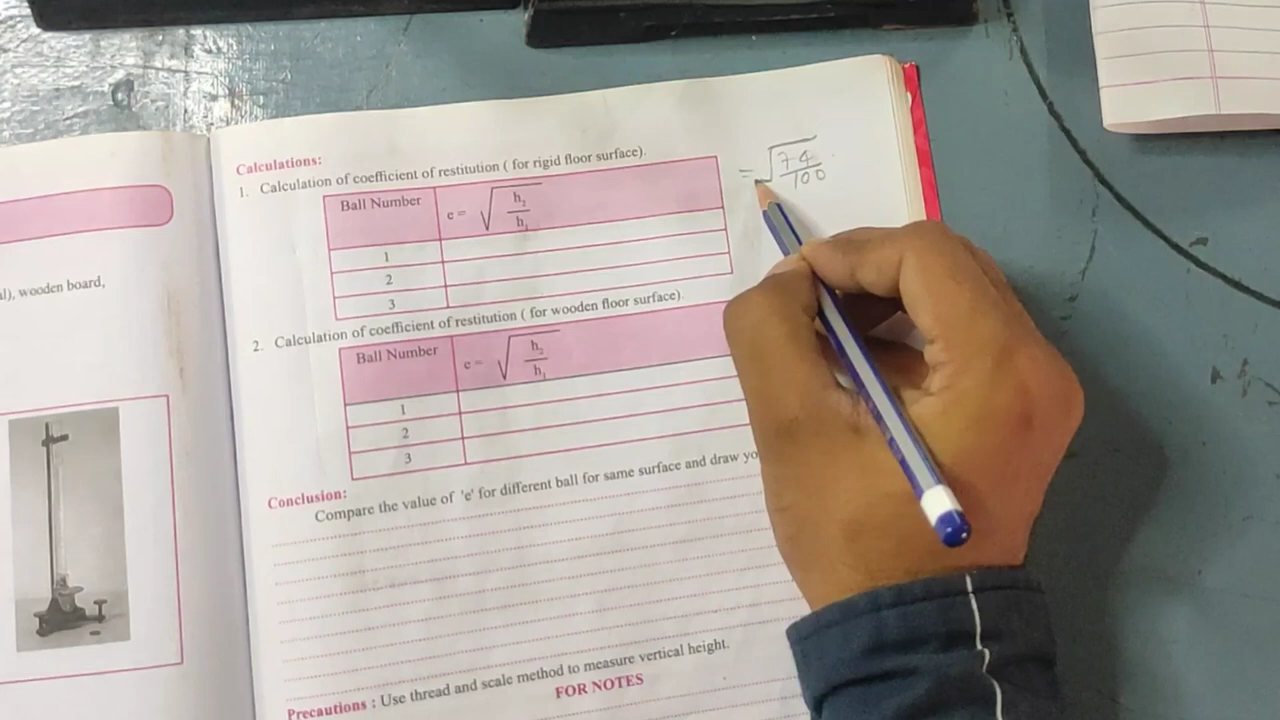 al), wooden board,
Calculations:
1. Calculation of coefficient of restitution ( for rigid floor surface).
Ball Number
e = √ h₂
h₁
1
2
3
2. Calculation of coefficient of restitution ( for wooden floor surface).
Ball Number
e = √ h₂
h₁
1
2
3
Conclusion:
Compare the value of 'e' for different ball for same surface and draw yo
Precautions : Use thread and scale method to measure vertical height.
FOR NOTES
= √ 74
100